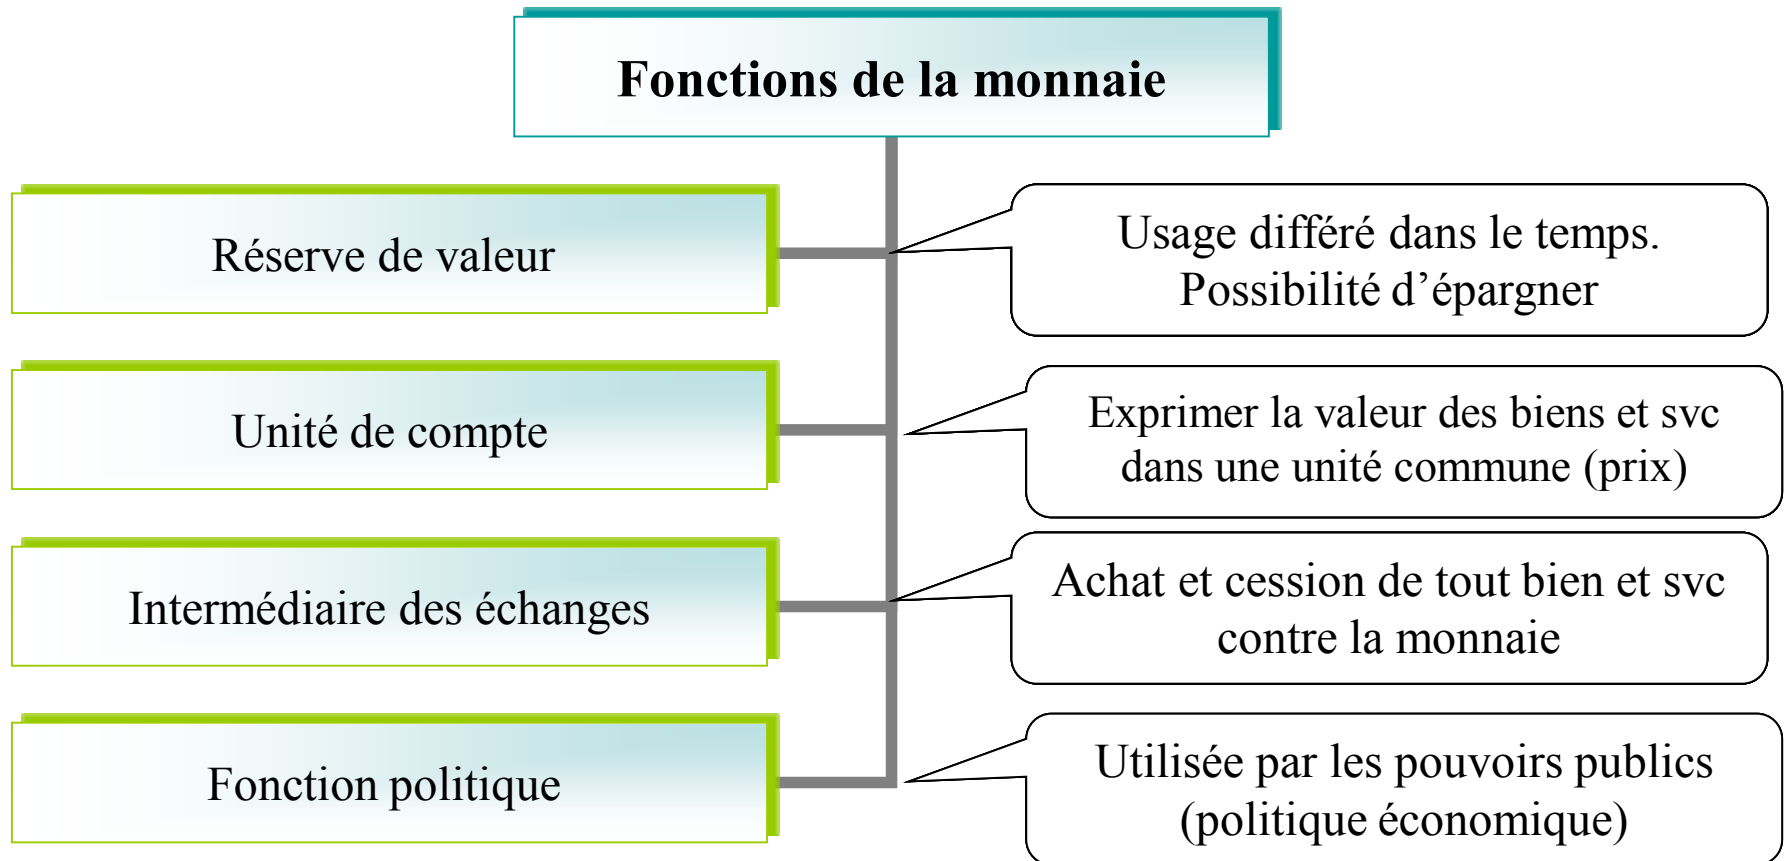 Fonctions de la monnaie
Réserve de valeur
Usage différé dans le temps.
Possibilité d’épargner
Unité de compte
Exprimer la valeur des biens et svc
dans une unité commune (prix)
Intermédiaire des échanges
Achat et cession de tout bien et svc
contre la monnaie
Fonction politique
Utilisée par les pouvoirs publics
(politique économique)